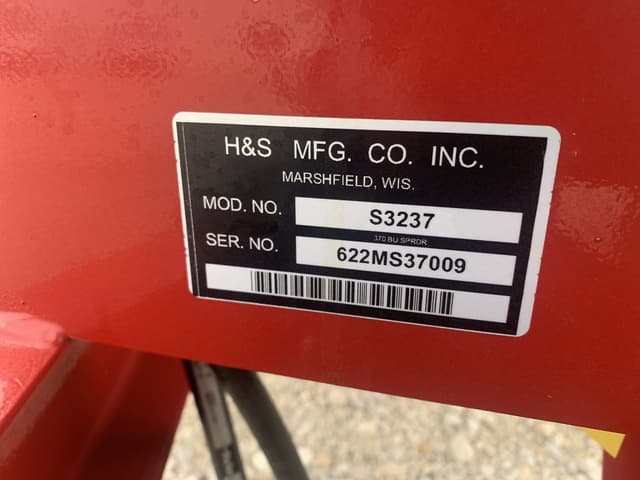 H&S MFG. CO. INC.
MARSHFIELD, WIS.
MOD. NO. S3237
370 BU SPRDR
SER. NO. 622MS37009